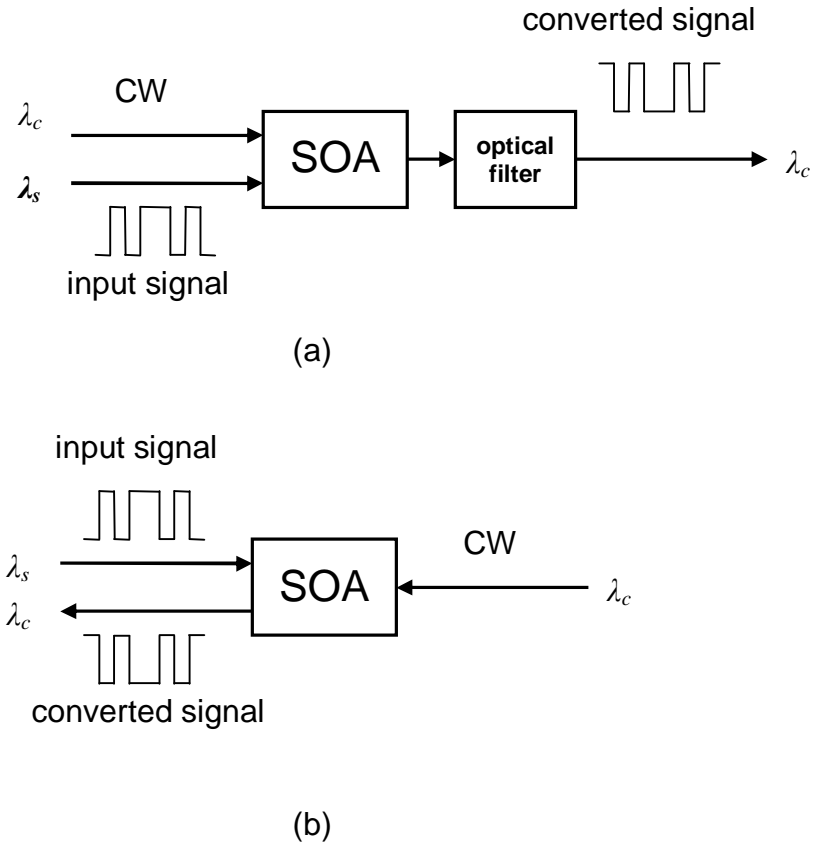 converted signal
CW
λc
SOA
optical
filter
λc
λs
input signal
(a)
input signal
CW
λs
SOA
λc
λc
converted signal
(b)